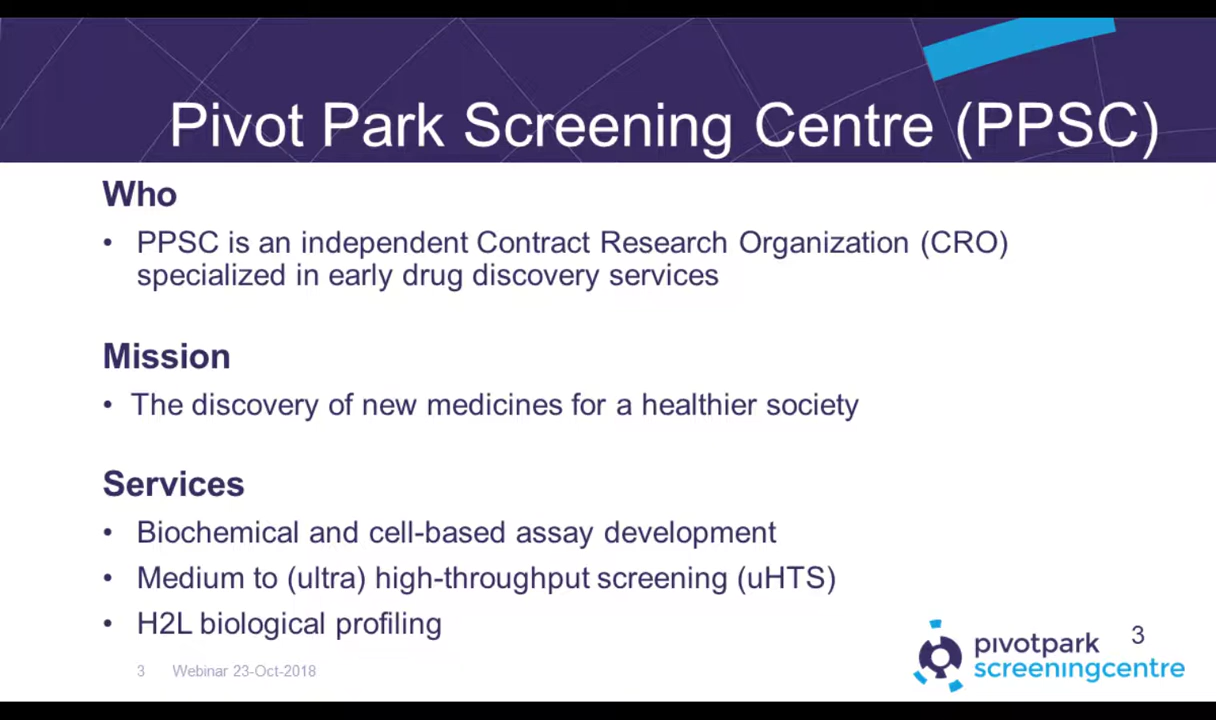 Pivot Park Screening Centre (PPSC)
Who
• PPSC is an independent Contract Research Organization (CRO)
specialized in early drug discovery services
Mission
• The discovery of new medicines for a healthier society
Services
• Biochemical and cell-based assay development
• Medium to (ultra) high-throughput screening (uHTS)
• H2L biological profiling
3 Webinar 23-Oct-2018
pivotpark
screeningcentre
3